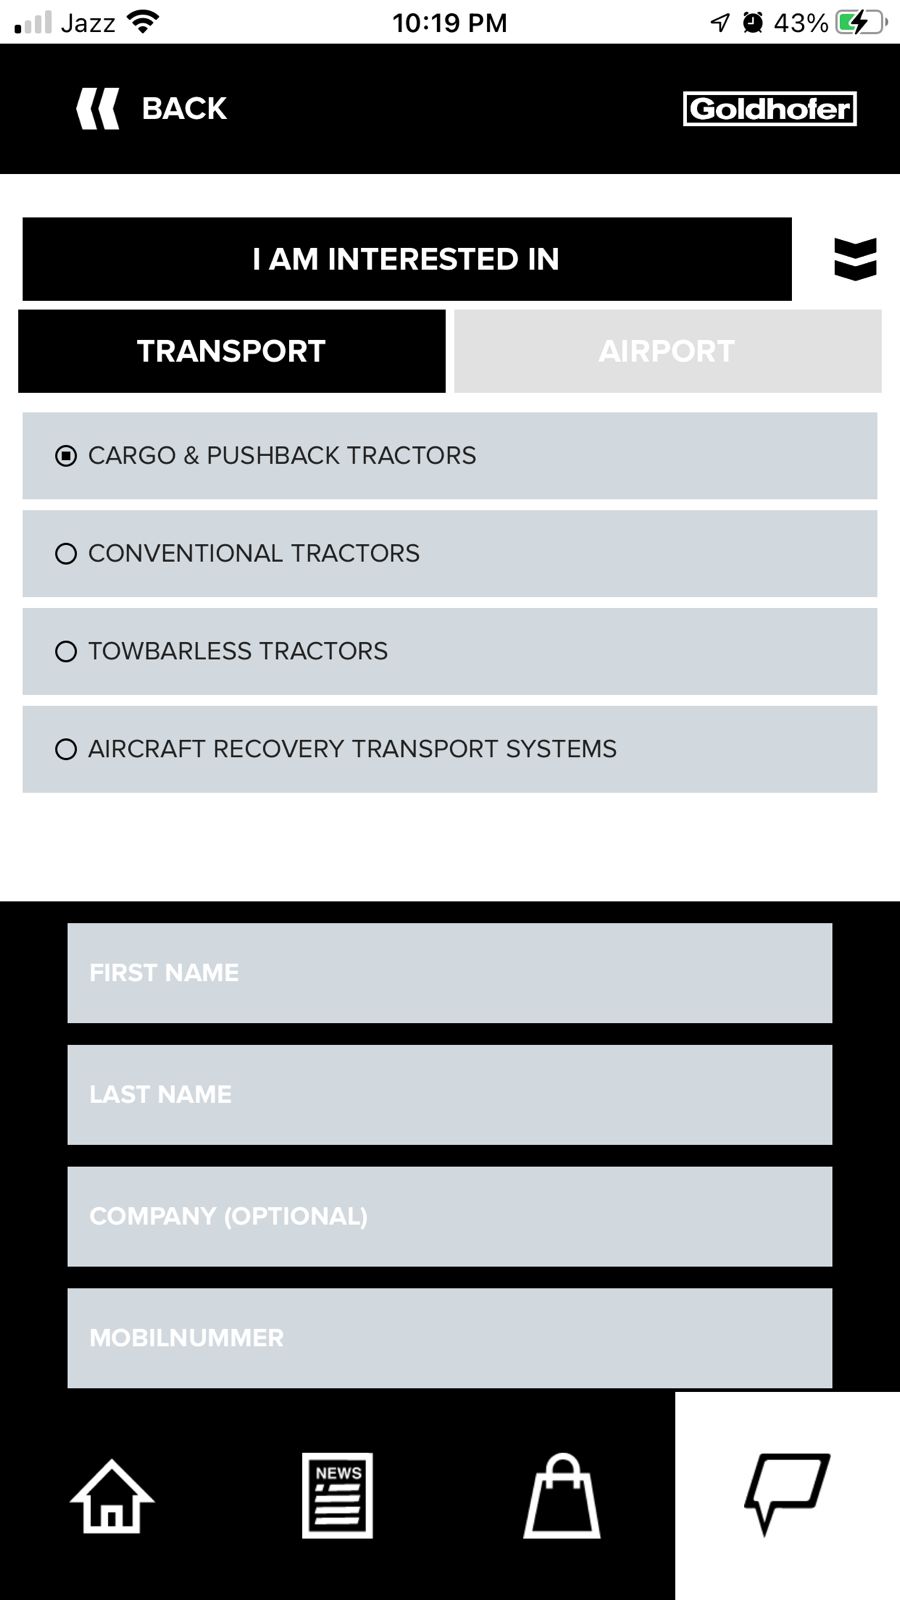 Jazz 10:19 PM 43%
BACK Goldhofer
I AM INTERESTED IN
TRANSPORT AIRPORT
CARGO & PUSHBACK TRACTORS
CONVENTIONAL TRACTORS
TOWBARLESS TRACTORS
AIRCRAFT RECOVERY TRANSPORT SYSTEMS
FIRST NAME
LAST NAME
COMPANY (OPTIONAL)
MOBILNUMMER
NEWS